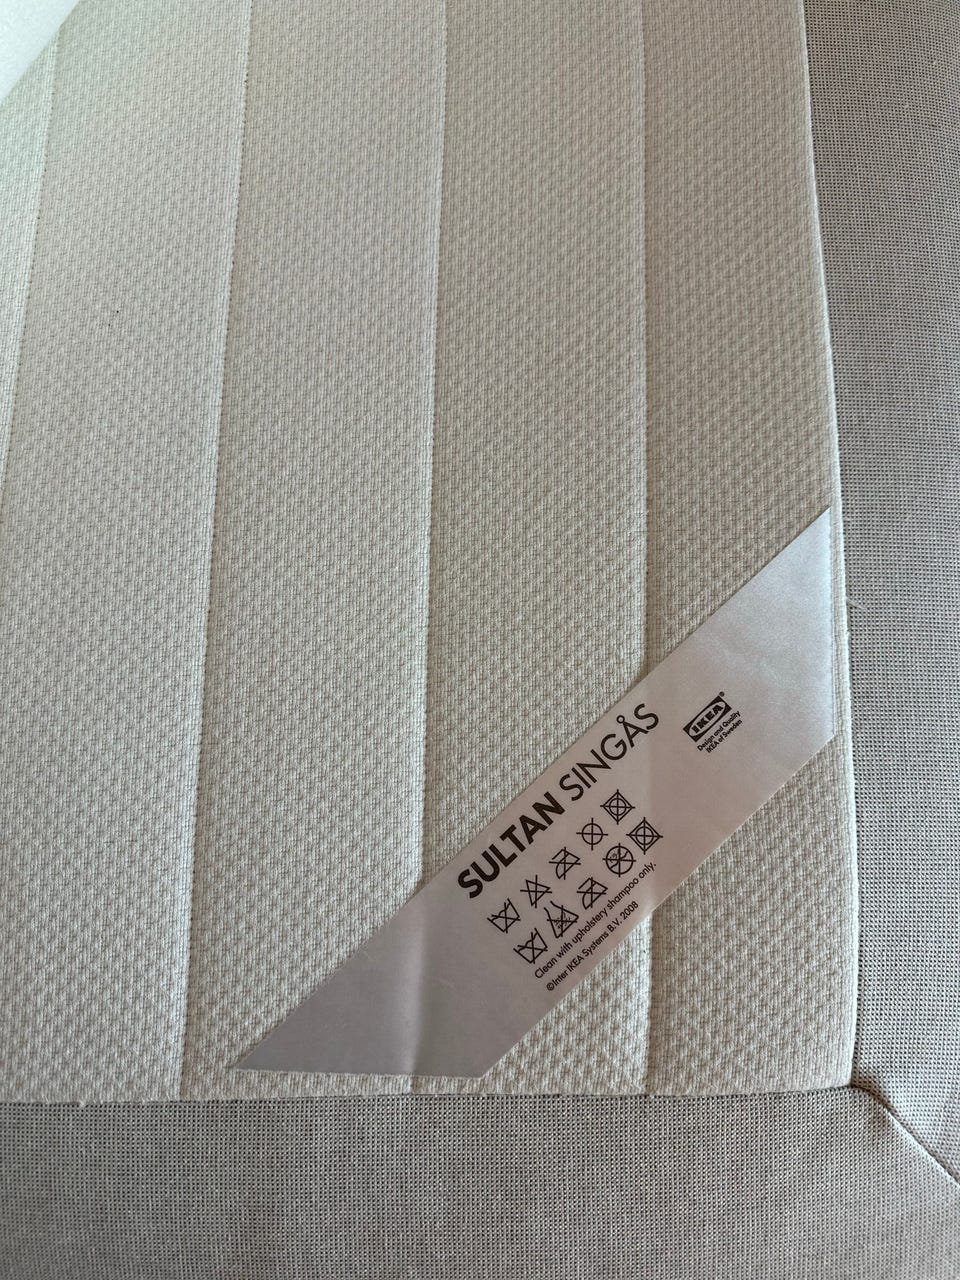 SULTAN SINGÅS
IKEA®
Design and Quality
IKEA of Sweden
Clean with upholstery shampoo only.
©Inter IKEA Systems B.V. 2008